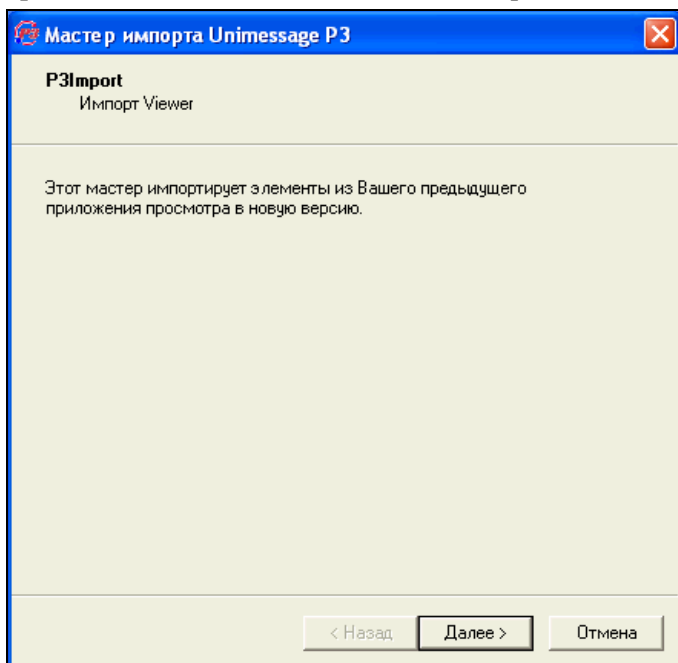 Мастер импорта Unimessage P3
P3Import
Импорт Viewer
Этот мастер импортирует элементы из Вашего предыдущего
приложения просмотра в новую версию.
< Назад
Далее >
Отмена